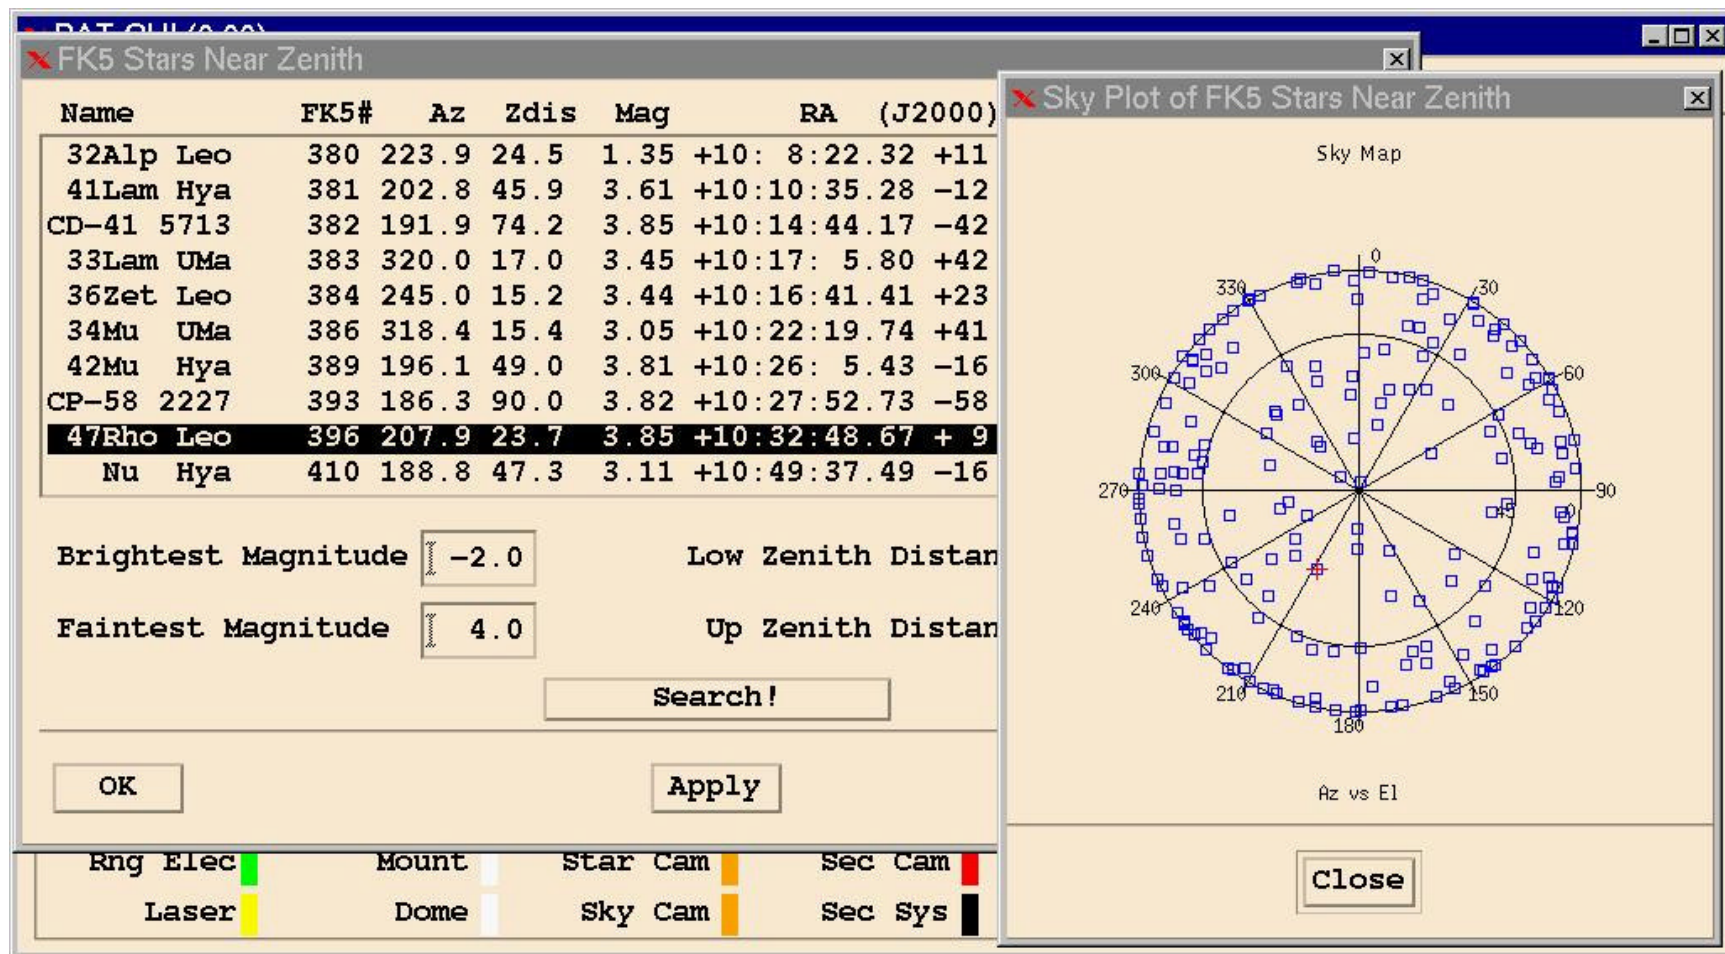 FK5 Stars Near Zenith
Name FK5# Az Zdis Mag RA (J2000)
32Alp Leo 380 223.9 24.5 1.35 +10: 8:22.32 +11
41Lam Hya 381 202.8 45.9 3.61 +10:10:35.28 -12
CD-41 5713 382 191.9 74.2 3.85 +10:14:44.17 -42
33Lam UMa 383 320.0 17.0 3.45 +10:17: 5.80 +42
36Zet Leo 384 245.0 15.2 3.44 +10:16:41.41 +23
34Mu UMa 386 318.4 15.4 3.05 +10:22:19.74 +41
42Mu Hya 389 196.1 49.0 3.81 +10:26: 5.43 -16
CP-58 2227 393 186.3 90.0 3.82 +10:27:52.73 -58
47Rho Leo 396 207.9 23.7 3.85 +10:32:48.67 + 9
Nu Hya 410 188.8 47.3 3.11 +10:49:37.49 -16
Brightest Magnitude -2.0 Low Zenith Distan
Faintest Magnitude 4.0 Up Zenith Distan
Search!
OK Apply
Rng Elec Mount Star Cam Sec Cam
Laser Dome Sky Cam Sec Sys
Sky Plot of FK5 Stars Near Zenith
Sky Map
0
330 30
300 60
270 90
45 0
240 120
210 150
180
Az vs El
Close